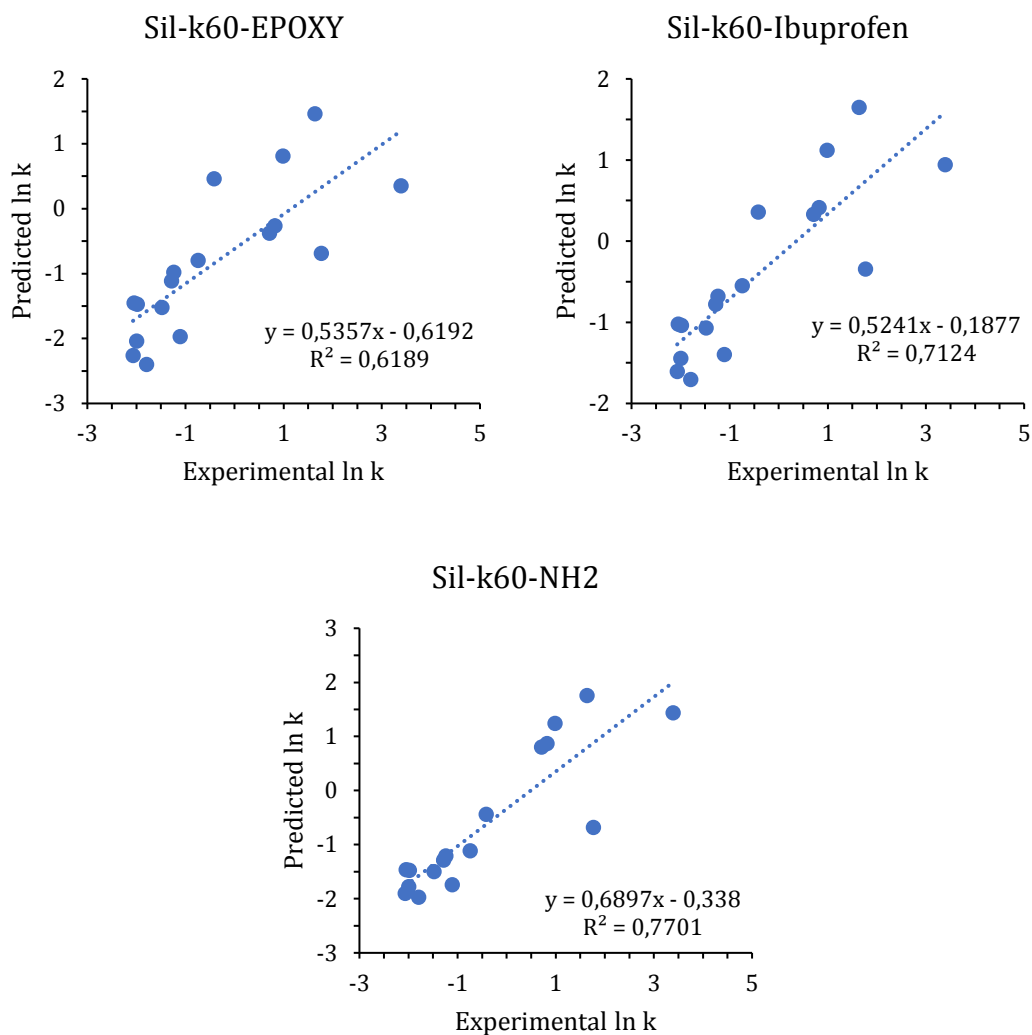 Sil-k60-EPOXY
2
1
0
-1
-2
-3
-3
-1
1
3
5
Predicted ln k
Experimental ln k
y = 0,5357x - 0,6192
R² = 0,6189
Sil-k60-Ibuprofen
2
1
0
-1
-2
-3
-1
1
3
5
Predicted ln k
Experimental ln k
y = 0,5241x - 0,1877
R² = 0,7124
Sil-k60-NH2
3
2
1
0
-1
-2
-3
-3
-1
1
3
5
Predicted ln k
Experimental ln k
y = 0,6897x - 0,338
R² = 0,7701